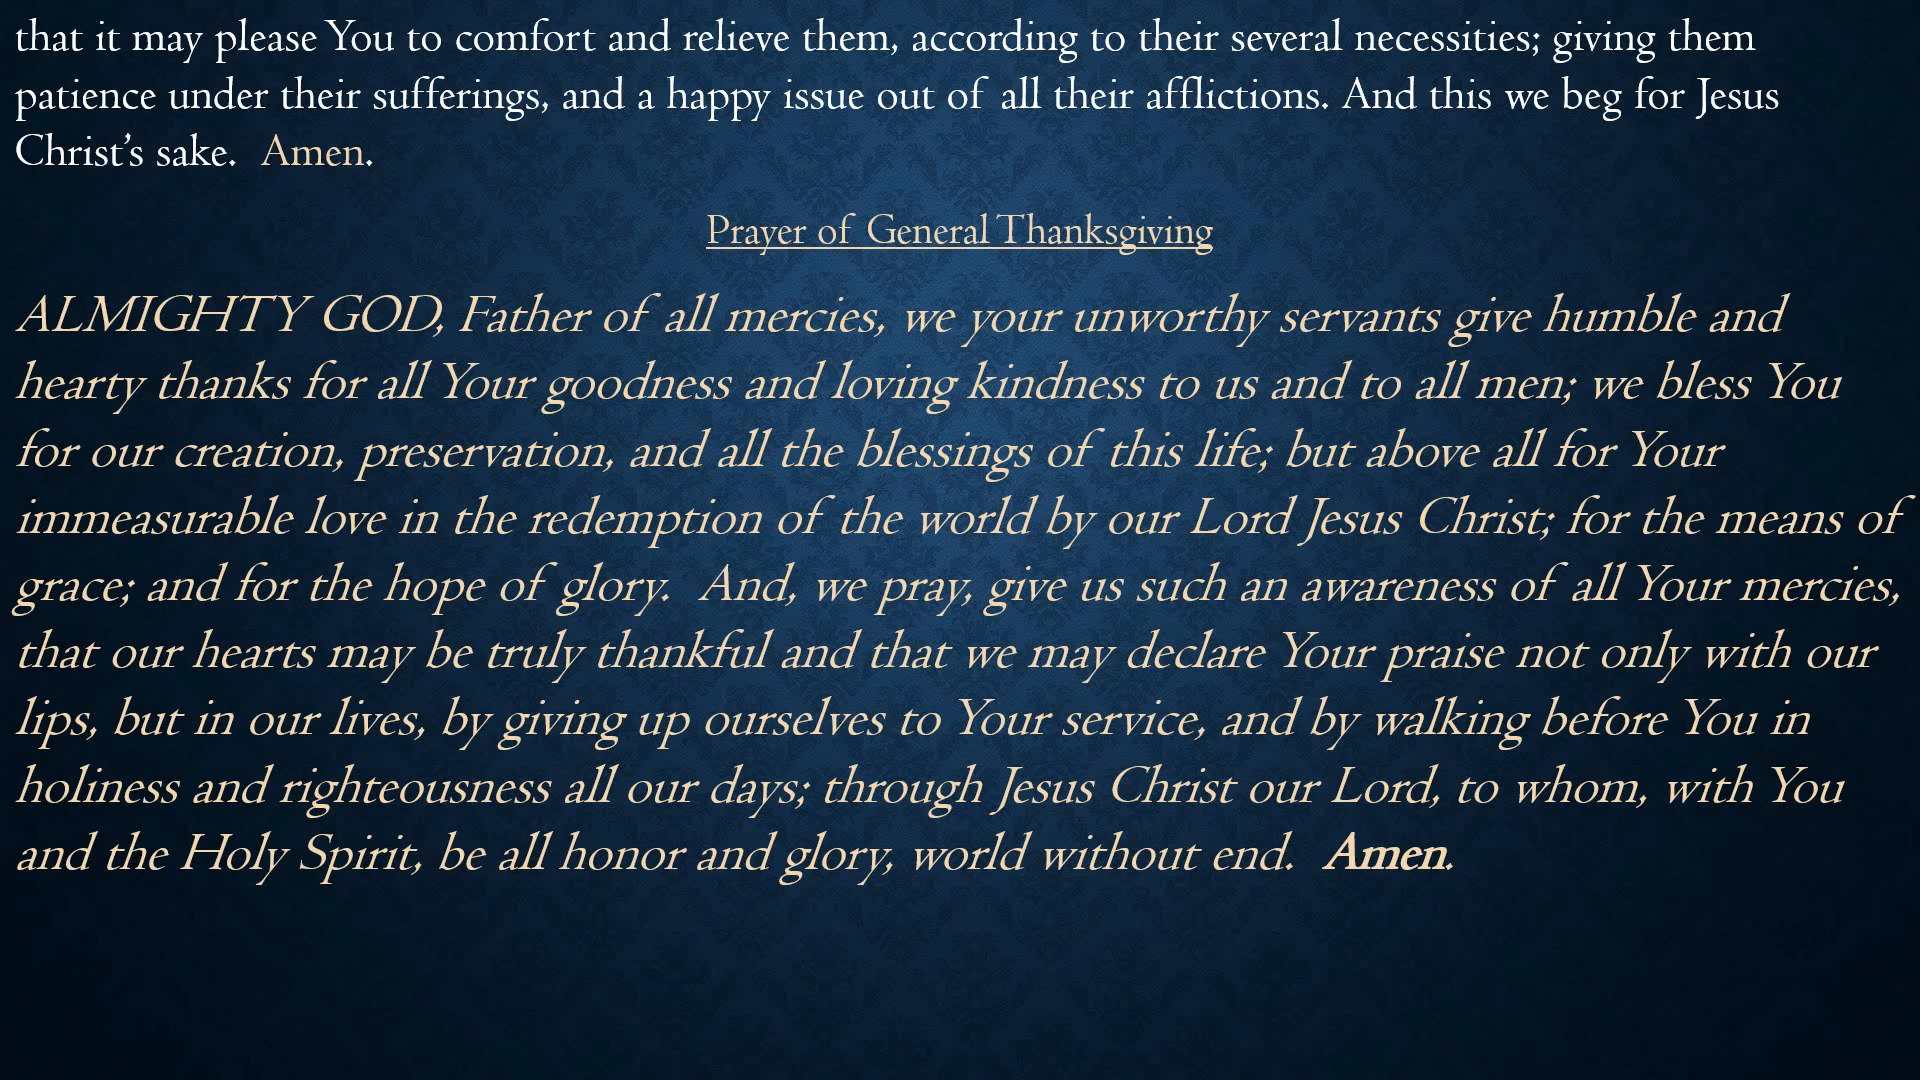 that it may please You to comfort and relieve them, according to their several necessities; giving them
patience under their sufferings, and a happy issue out of all their afflictions. And this we beg for Jesus
Christ’s sake.  Amen.
Prayer of General Thanksgiving
ALMIGHTY GOD, Father of all mercies, we your unworthy servants give humble and
hearty thanks for all Your goodness and loving kindness to us and to all men; we bless You
for our creation, preservation, and all the blessings of this life; but above all for Your
immeasurable love in the redemption of the world by our Lord Jesus Christ; for the means of
grace; and for the hope of glory.  And, we pray, give us such an awareness of all Your mercies,
that our hearts may be truly thankful and that we may declare Your praise not only with our
lips, but in our lives, by giving up ourselves to Your service, and by walking before You in
holiness and righteousness all our days; through Jesus Christ our Lord, to whom, with You
and the Holy Spirit, be all honor and glory, world without end.  Amen.